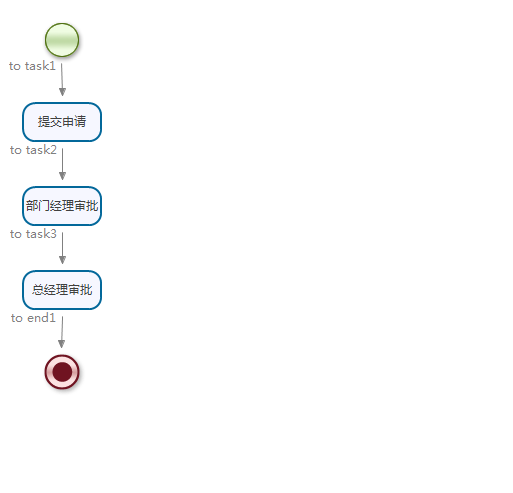 to task1
提交申请
to task2
部门经理审批
to task3
总经理审批
to end1